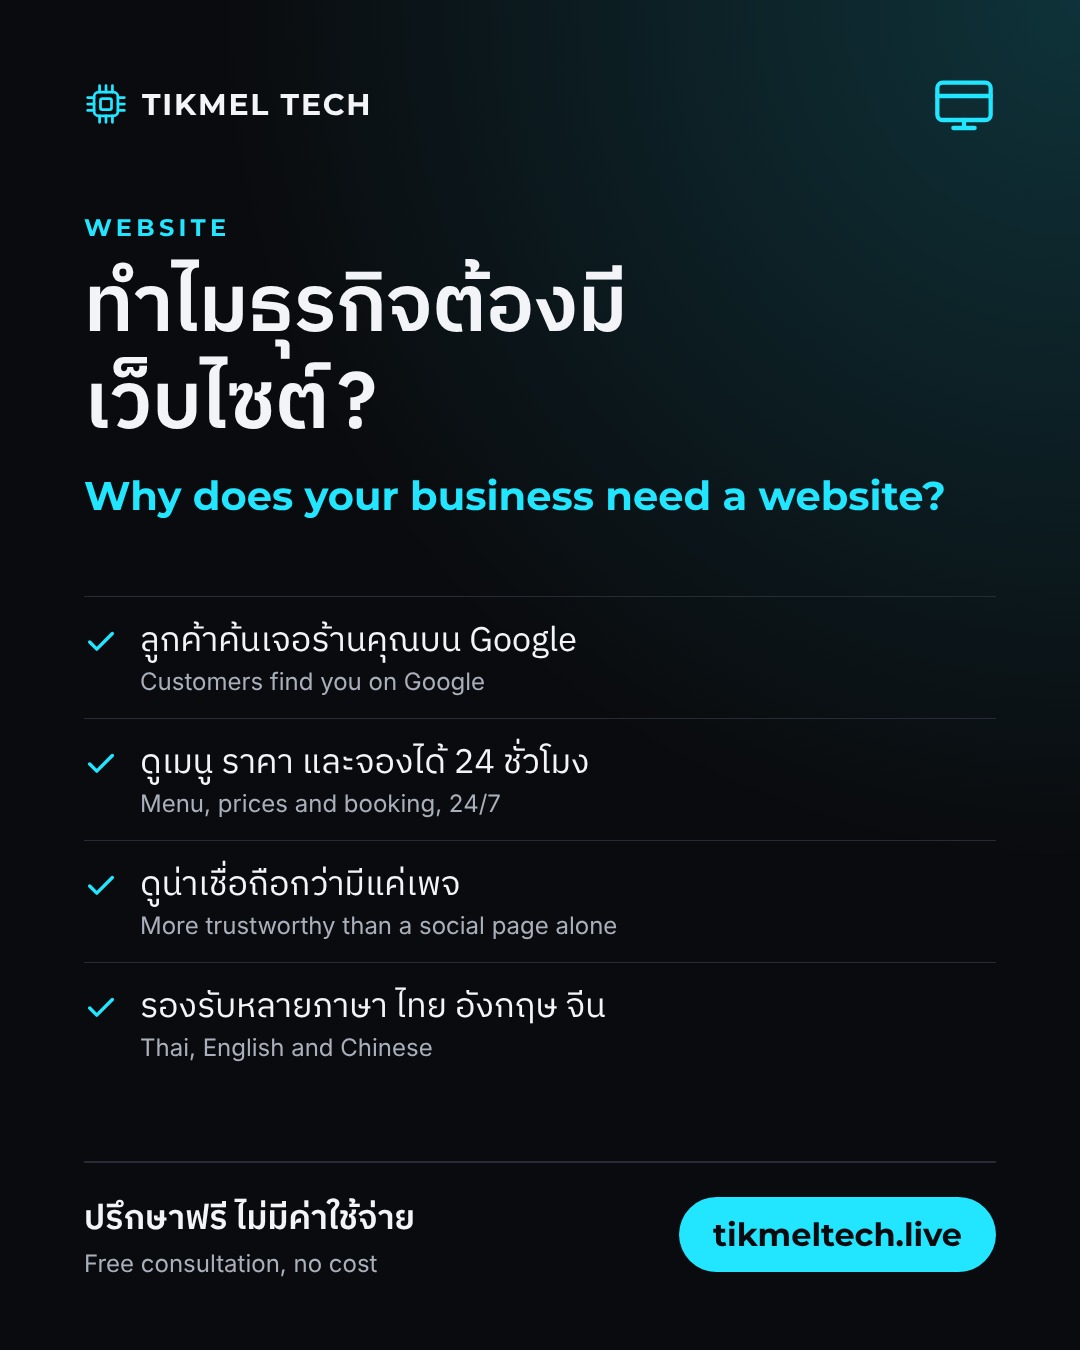 TIKMEL TECH
WEBSITE
ทำไมธุรกิจต้องมี
เว็บไซต์?
Why does your business need a website?
ลูกค้าค้นเจอร้านคุณบน Google
Customers find you on Google
ดูเมนู ราคา และจองได้ 24 ชั่วโมง
Menu, prices and booking, 24/7
ดูน่าเชื่อถือกว่ามีแค่เพจ
More trustworthy than a social page alone
รองรับหลายภาษา ไทย อังกฤษ จีน
Thai, English and Chinese
ปรึกษาฟรี ไม่มีค่าใช้จ่าย
Free consultation, no cost
tikmeltech.live